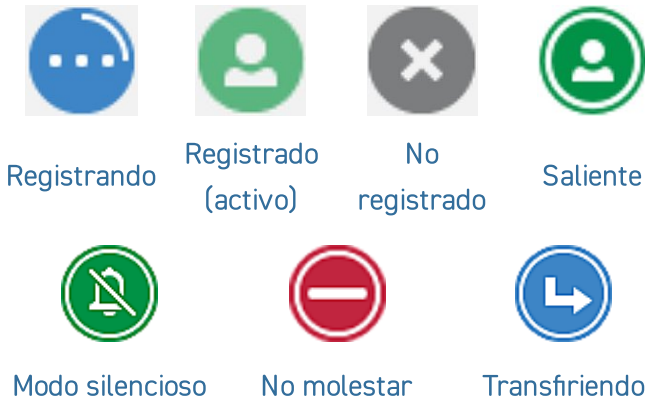 Registrando
Registrado
(activo)
No
registrado
Saliente
Modo silencioso
No molestar
Transfiriendo